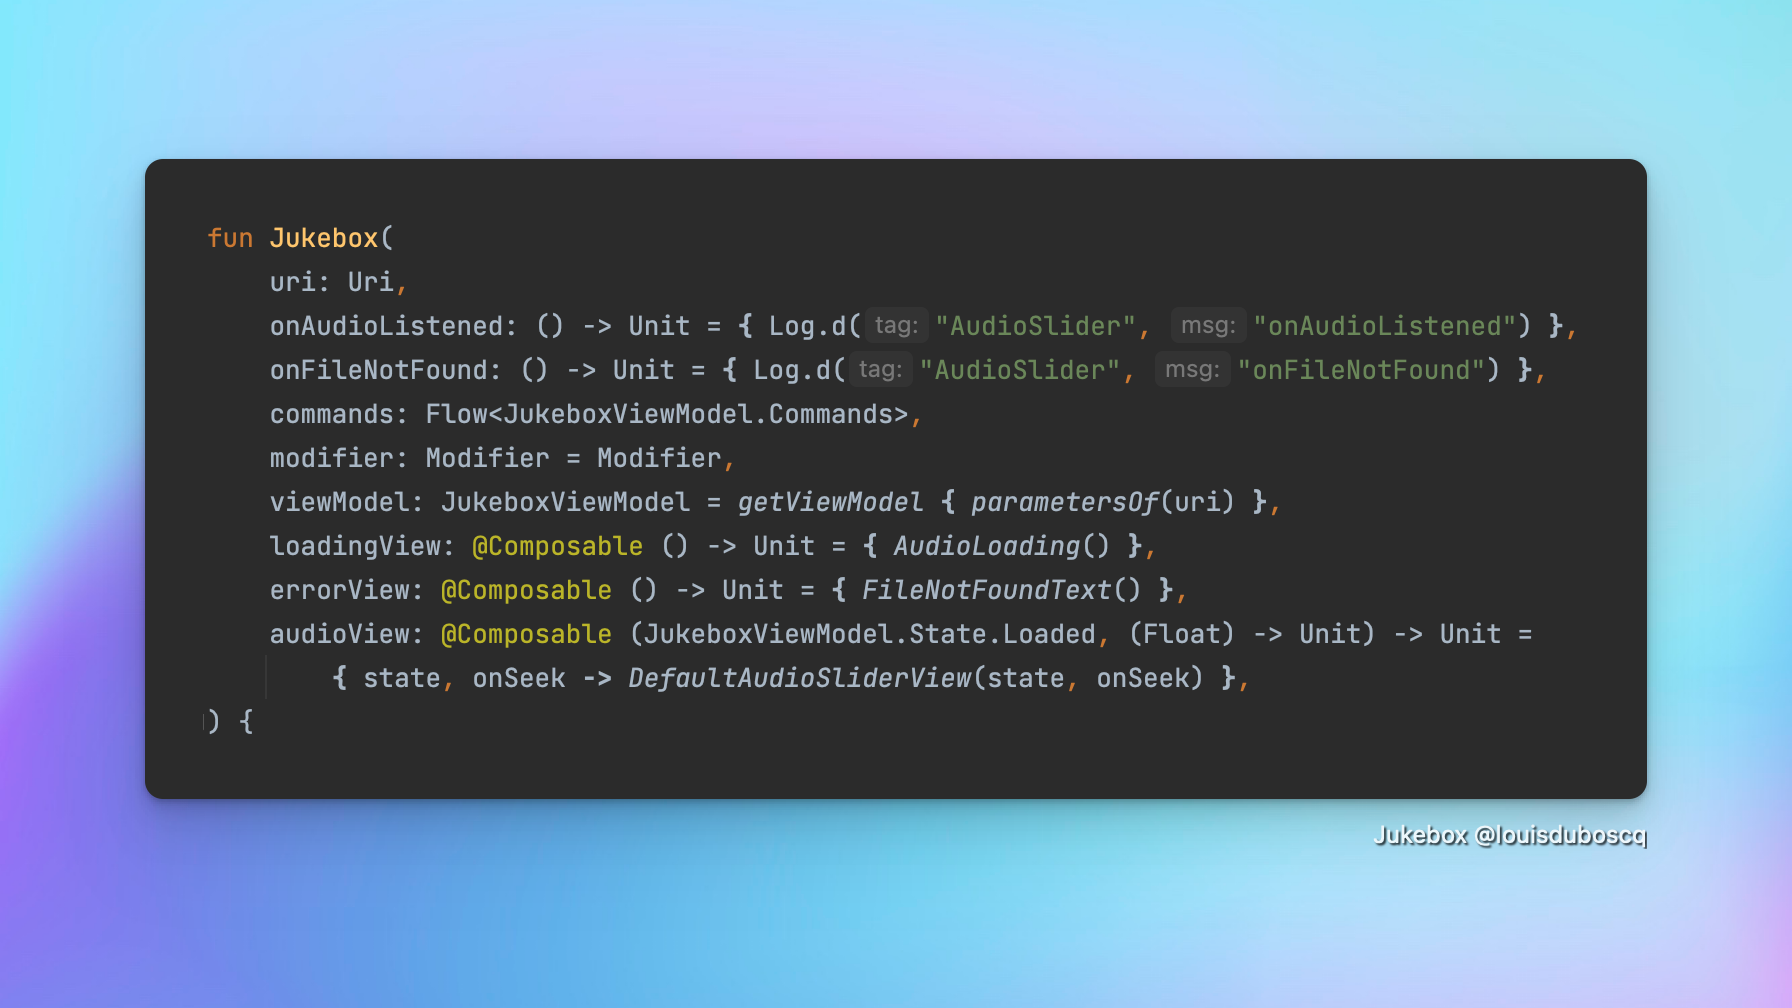 fun Jukebox(
    uri: Uri,
    onAudioListened: () -> Unit = { Log.d( tag: "AudioSlider", msg: "onAudioListened") },
    onFileNotFound: () -> Unit = { Log.d( tag: "AudioSlider", msg: "onFileNotFound") },
    commands: Flow<JukeboxViewModel.Commands>,
    modifier: Modifier = Modifier,
    viewModel: JukeboxViewModel = getViewModel { parametersOf(uri) },
    loadingView: @Composable () -> Unit = { AudioLoading() },
    errorView: @Composable () -> Unit = { FileNotFoundText() },
    audioView: @Composable (JukeboxViewModel.State.Loaded, (Float) -> Unit) -> Unit =
        { state, onSeek -> DefaultAudioSliderView(state, onSeek) },
) {
Jukebox @louisduboscq